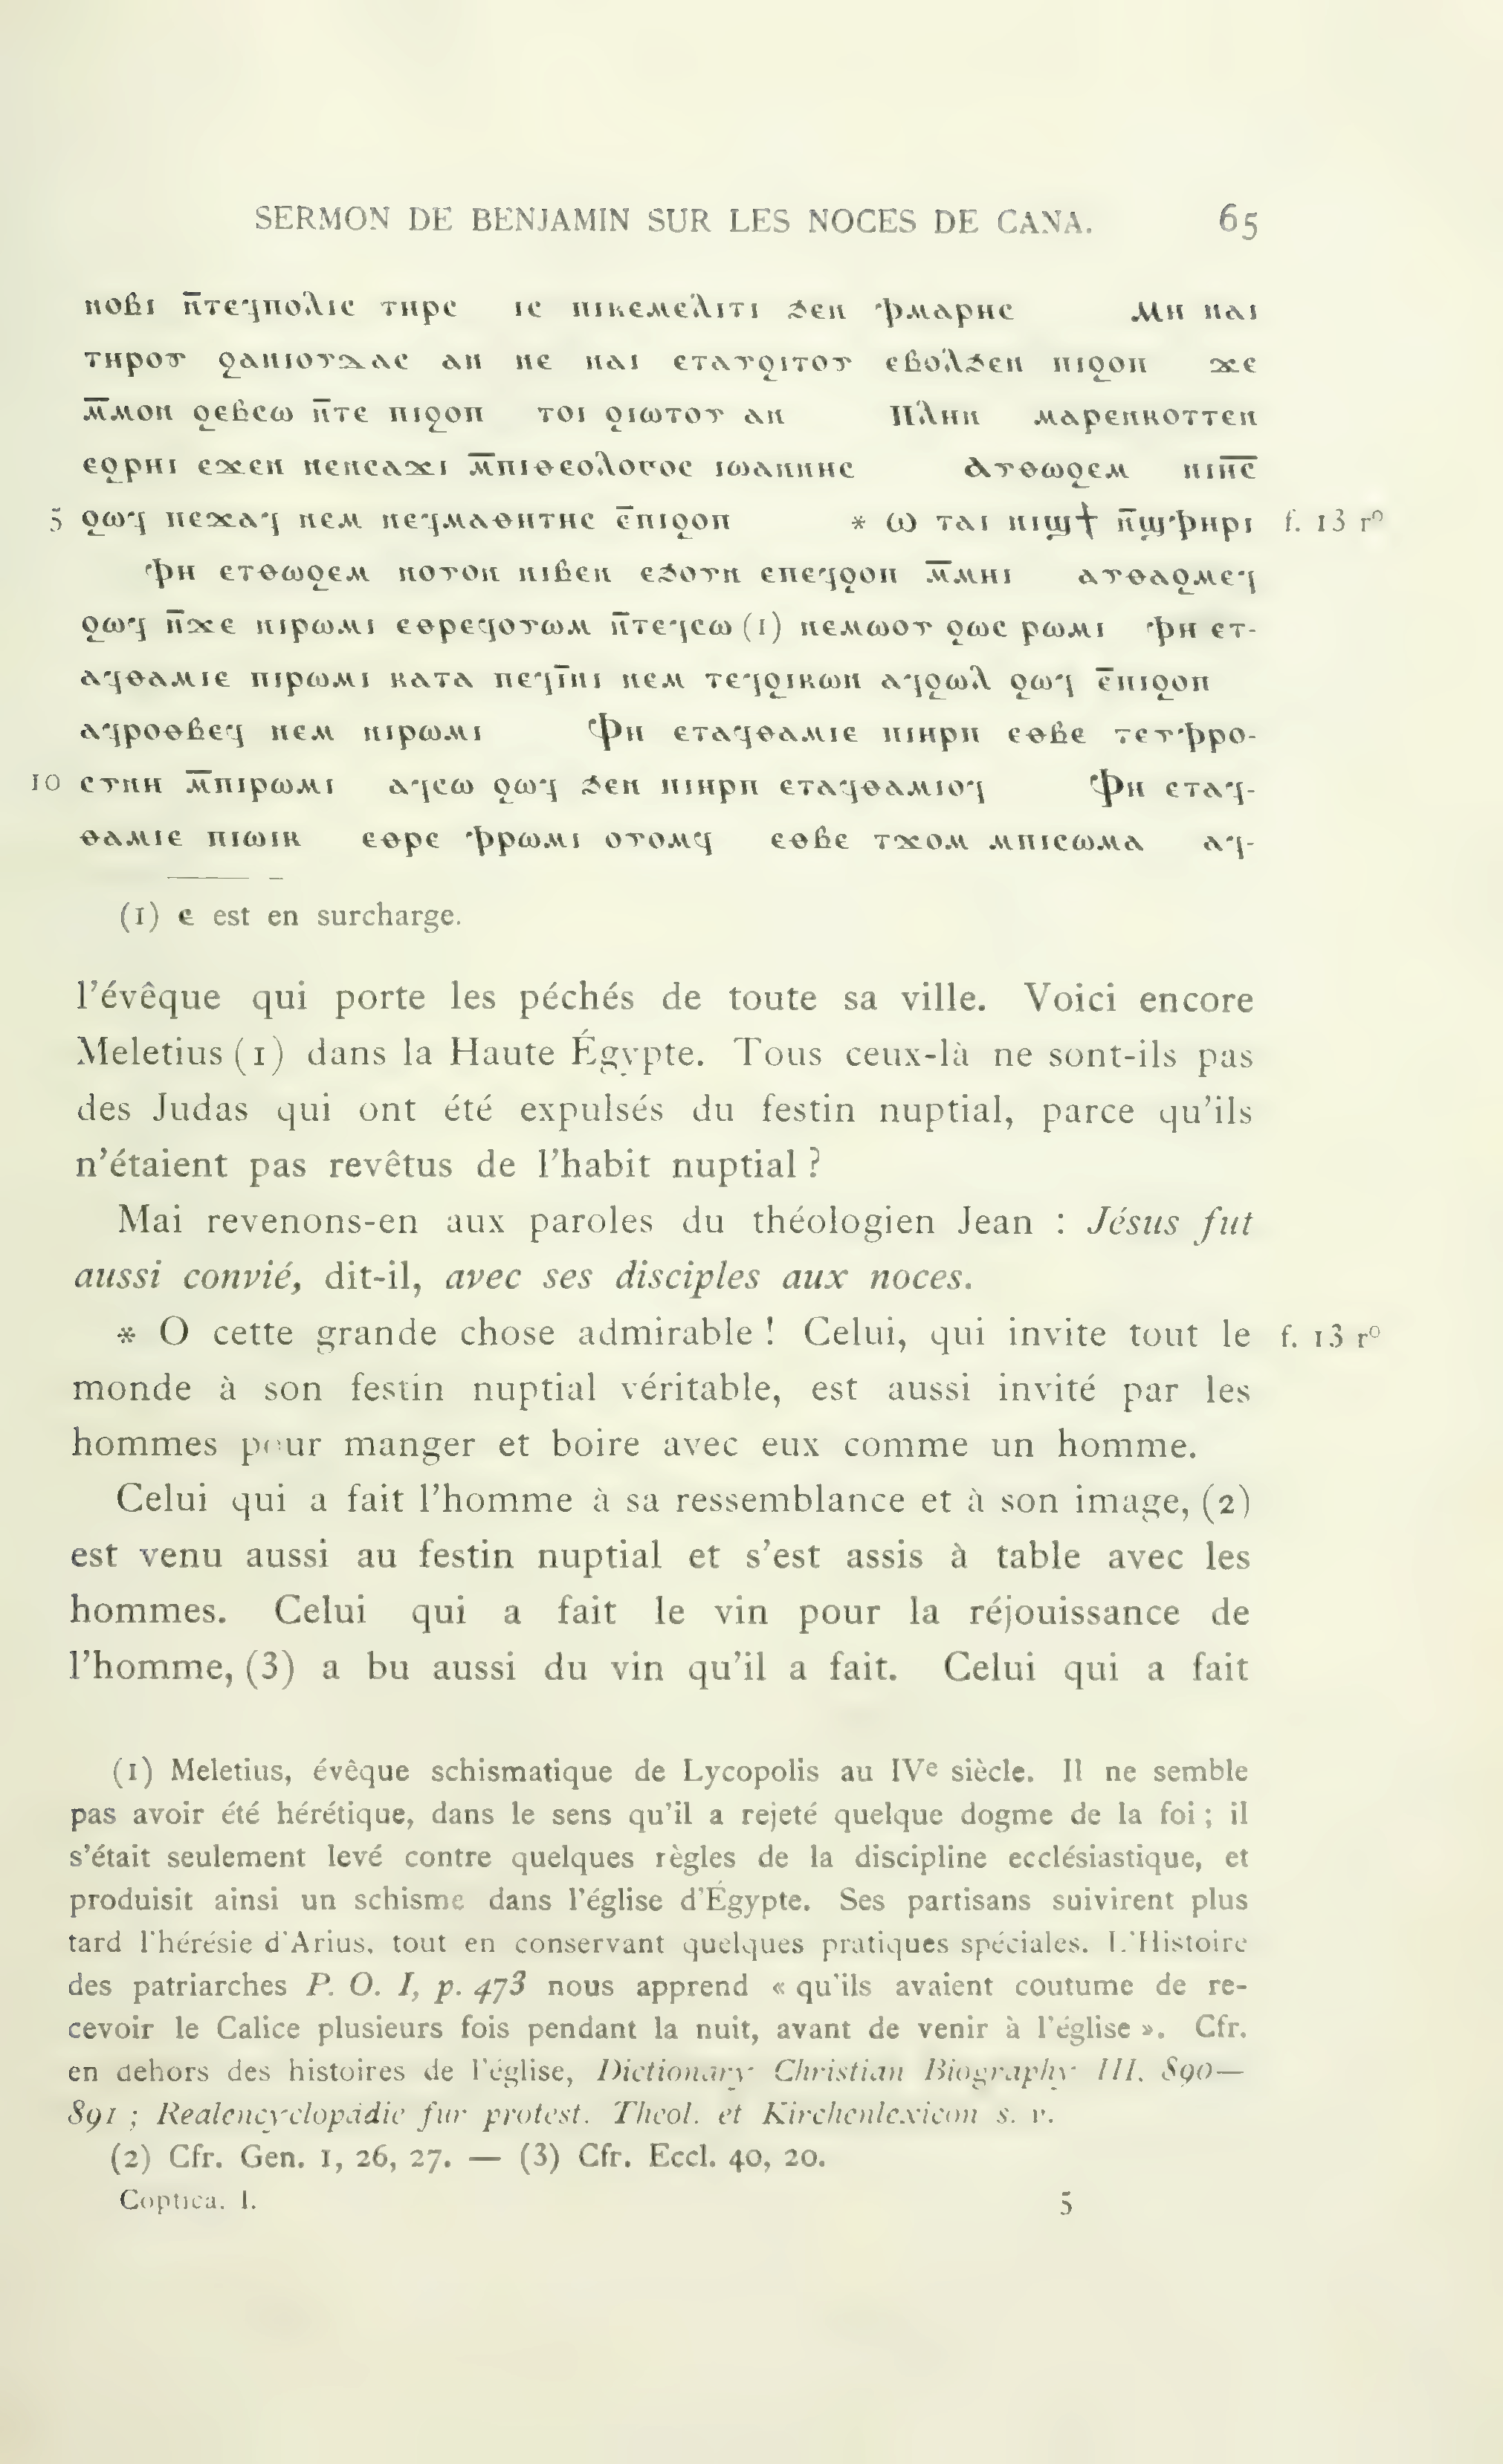 SERMON DE BENJAMIN SUR LES NOCES DE CANA. 65
ⲛⲟⲃⲓ ⲛ̅ⲧⲉϥⲡⲟⲗⲓⲥ ⲧⲏⲣⲥ ⲓⲥ ⲡⲓⲕⲉⲙⲉⲗⲓⲧⲓ ϧⲉⲛ ⲫⲙⲁⲣⲏⲥ Ⲙⲏ ⲛⲁⲓ
ⲧⲏⲣⲟⲩ ϩⲁⲛⲓⲟⲩⲇⲁⲥ ⲁⲛ ⲛⲉ ⲛⲁⲓ ⲉⲧⲁⲩϩⲓⲧⲟⲩ ⲉⲃⲟⲗϧⲉⲛ ⲡⲓϩⲟⲡ ϫⲉ
ⲙ̅ⲙⲟⲛ ϩⲉⲃⲥⲱ ⲛ̅ⲧⲉ ⲡⲓϩⲟⲡ ⲧⲟⲓ ϩⲓⲱⲧⲟⲩ ⲁⲛ Ⲡⲗⲏⲛ ⲙⲁⲣⲉⲛⲕⲟⲧⲧⲉⲛ
ⲉϩⲣⲏⲓ ⲉϫⲉⲛ ⲛⲉⲛⲥⲁϫⲓ ⲙ̅ⲡⲓⲑⲉⲟⲗⲟⲅⲟⲥ ⲓⲱⲁⲛⲛⲏⲥ Ⲁⲩⲑⲱϩⲉⲙ ⲛⲓⲏ̅ⲥ̅
5 ϩⲱϥ ⲡⲉϫⲁϥ ⲛⲉⲙ ⲛⲉϥⲙⲁⲑⲏⲧⲏⲥ ⲉ̅ⲡⲓϩⲟⲡ * Ⲱ ⲧⲁⲓ ⲛⲓϣϯ ⲛ̅ϣⲫⲏⲣⲓ f. 13 rº
Ⲫⲏ ⲉⲧⲑⲱϩⲉⲙ ⲛⲟⲩⲟⲛ ⲛⲓⲃⲉⲛ ⲉϧⲟⲩⲛ ⲉⲡⲉϥϩⲟⲡ ⲙ̅ⲙⲏⲓ ⲁⲩⲑⲁϩⲙⲉϥ
ϩⲱϥ ⲛ̅ϫⲉ ⲛⲓⲣⲱⲙⲓ ⲉⲑⲣⲉϥⲟⲩⲱⲙ ⲛ̅ⲧⲉϥⲥⲱ (1) ⲛⲉⲙⲱⲟⲩ ϩⲱⲥ ⲣⲱⲙⲓ Ⲫⲏ ⲉⲧ-
ⲁϥⲑⲁⲙⲓⲉ ⲡⲓⲣⲱⲙⲓ ⲕⲁⲧⲁ ⲡⲉϥⲓ̅ⲛⲓ ⲛⲉⲙ ⲧⲉϥϩⲓⲕⲱⲛ ⲁϥϩⲱⲗ ϩⲱϥ ⲉ̅ⲡⲓϩⲟⲡ
ⲁϥⲣⲟⲑⲃⲉϥ ⲛⲉⲙ ⲛⲓⲣⲱⲙⲓ Ⲫⲏ ⲉⲧⲁϥⲑⲁⲙⲓⲉ ⲡⲓⲏⲣⲡ ⲉⲑⲃⲉ ⲧⲉⲩⲫⲣⲟ-
10 ⲥⲩⲛⲏ ⲙ̅ⲡⲓⲣⲱⲙⲓ ⲁϥⲥⲱ ϩⲱϥ ϧⲉⲛ ⲡⲓⲏⲣⲡ ⲉⲧⲁϥⲑⲁⲙⲓⲟϥ Ⲫⲏ ⲉⲧⲁϥ-
ⲑⲁⲙⲓⲉ ⲡⲓⲱⲓⲕ ⲉⲑⲣⲉ ⲫⲣⲱⲙⲓ ⲟⲩⲟⲙϥ ⲉⲑⲃⲉ ⲧϫⲟⲙ ⲙⲡⲓⲥⲱⲙⲁ ⲁϥ-
(1) ⲉ est en surcharge.
l'évêque qui porte les péchés de toute sa ville. Voici encore
Meletius (1) dans la Haute Égypte. Tous ceux-là ne sont-ils pas
des Judas qui ont été expulsés du festin nuptial, parce qu'ils
n'étaient pas revêtus de l'habit nuptial ?
Mai revenons-en aux paroles du théologien Jean : Jésus fut
aussi convié, dit-il, avec ses disciples aux noces.
* O cette grande chose admirable ! Celui, qui invite tout le f. 13 rº
monde à son festin nuptial véritable, est aussi invité par les
hommes pour manger et boire avec eux comme un homme.
Celui qui a fait l'homme à sa ressemblance et à son image, (2)
est venu aussi au festin nuptial et s'est assis à table avec les
hommes. Celui qui a fait le vin pour la réjouissance de
l'homme, (3) a bu aussi du vin qu'il a fait. Celui qui a fait
(1) Meletius, évêque schismatique de Lycopolis au IVe siècle. Il ne semble
pas avoir été hérétique, dans le sens qu'il a rejeté quelque dogme de la foi ; il
s'était seulement levé contre quelques règles de la discipline ecclésiastique, et
produisit ainsi un schisme dans l'église d'Égypte. Ses partisans suivirent plus
tard l'hérésie d'Arius, tout en conservant quelques pratiques spéciales. L'Histoire
des patriarches P. O. I, p. 473 nous apprend « qu'ils avaient coutume de re-
cevoir le Calice plusieurs fois pendant la nuit, avant de venir à l'église ». Cfr.
en dehors des histoires de l'église, Dictionary Christian Biography III. 890—
891 ; Realencyclopädie fur protest. Theol. et Kirchenlexicon s. v.
(2) Cfr. Gen. 1, 26, 27. — (3) Cfr. Eccl. 40, 20.
Coptica. I. 5